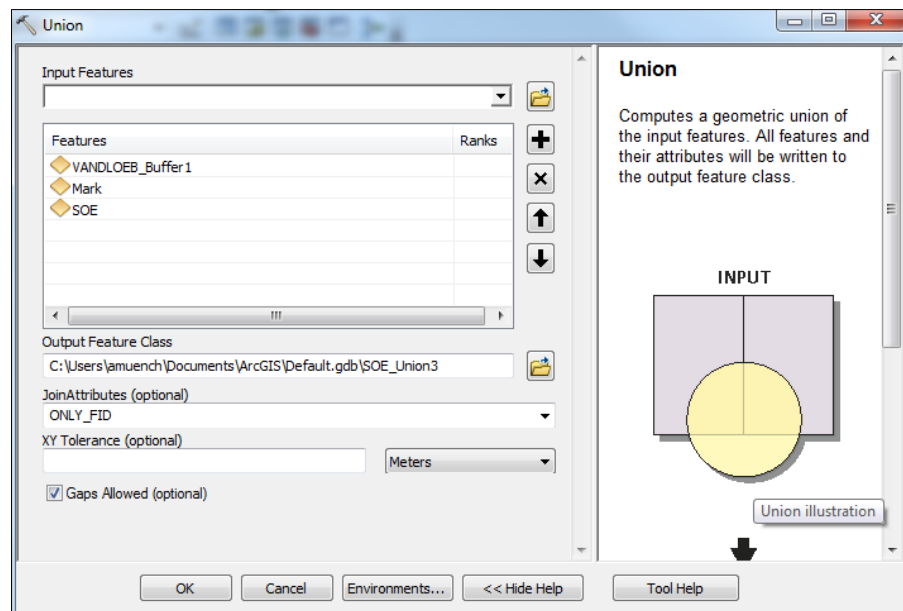 Union
Input Features
Features Ranks
VANDLOEB_Buffer1
Mark
SOE
Output Feature Class
C:\Users\amuench\Documents\ArcGIS\Default.gdb\SOE_Union3
JoinAttributes (optional)
ONLY_FID
XY Tolerance (optional)
Meters
Gaps Allowed (optional)
OK
Cancel
Environments...
<< Hide Help
Tool Help
Union
Computes a geometric union of
the input features. All features and
their attributes will be written to
the output feature class.
INPUT
Union illustration